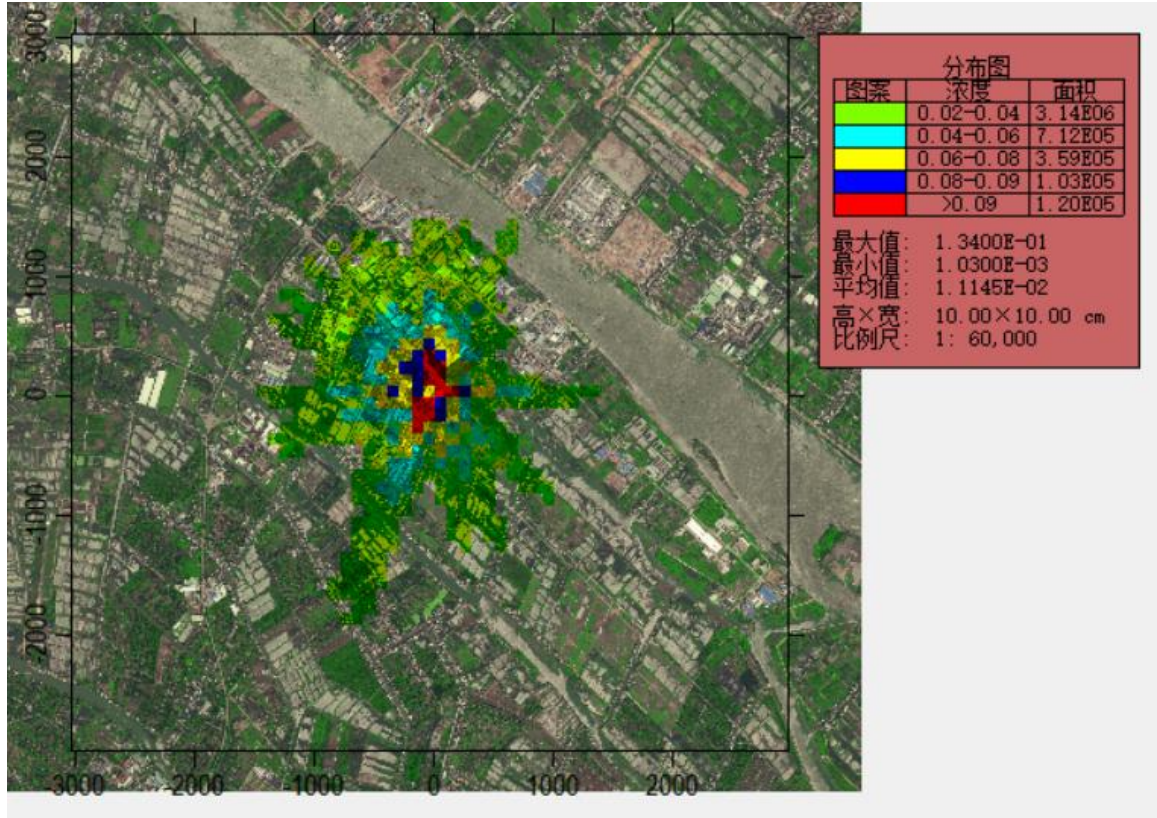 分布图
图案 浓度 面积
0.02-0.04 3.14E06
0.04-0.06 7.12E05
0.06-0.08 3.59E05
0.08-0.09 1.03E05
>0.09 1.20E05
最大值: 1.3400E-01
最小值: 1.0300E-03
平均值: 1.1145E-02
高×宽: 10.00×10.00 cm
比例尺: 1: 60,000
3000
2000
1000
0
-1000
-2000
-3000 -2000 -1000 0 1000 2000